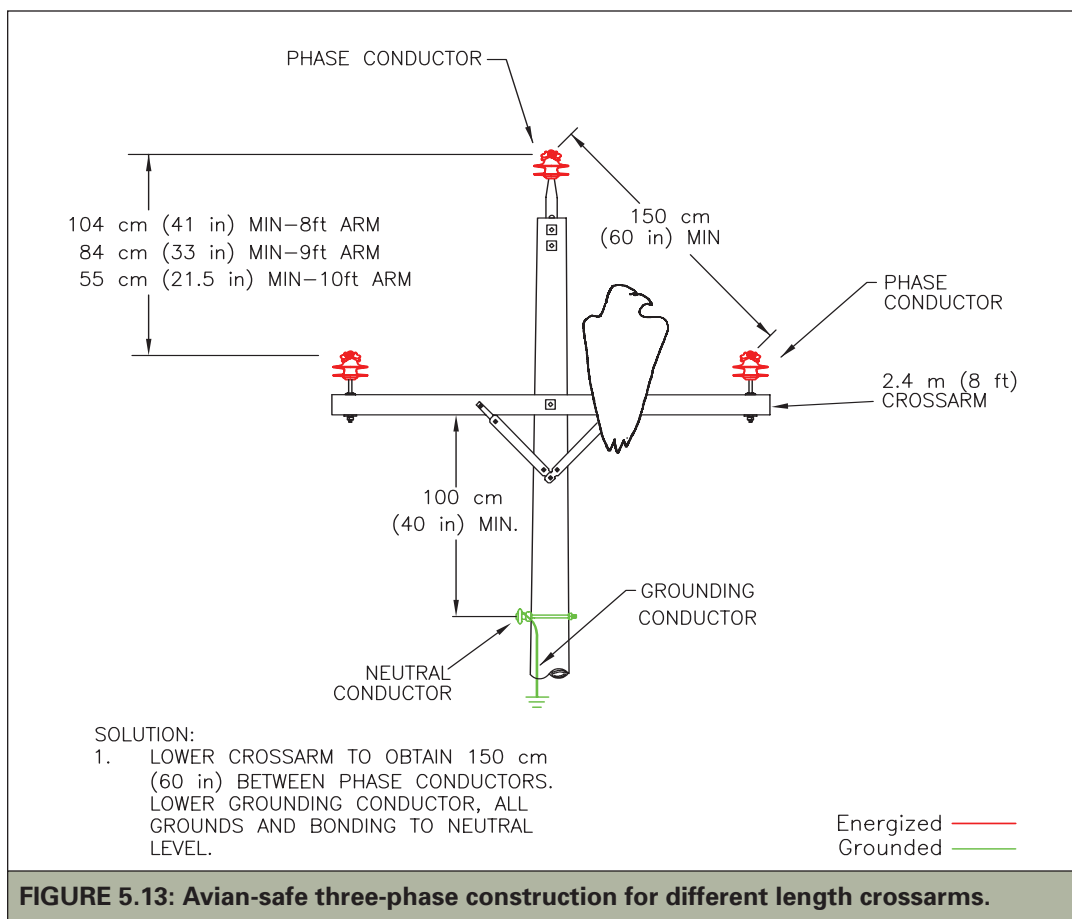 PHASE CONDUCTOR
104 cm (41 in) MIN-8ft ARM
84 cm (33 in) MIN-9ft ARM
55 cm (21.5 in) MIN-10ft ARM
150 cm
(60 in) MIN
PHASE
CONDUCTOR
2.4 m (8 ft)
CROSSARM
100 cm
(40 in) MIN.
GROUNDING
CONDUCTOR
NEUTRAL
CONDUCTOR
SOLUTION:
1. LOWER CROSSARM TO OBTAIN 150 cm
(60 in) BETWEEN PHASE CONDUCTORS.
LOWER GROUNDING CONDUCTOR, ALL
GROUNDS AND BONDING TO NEUTRAL
LEVEL.
Energized
Grounded
FIGURE 5.13: Avian-safe three-phase construction for different length crossarms.